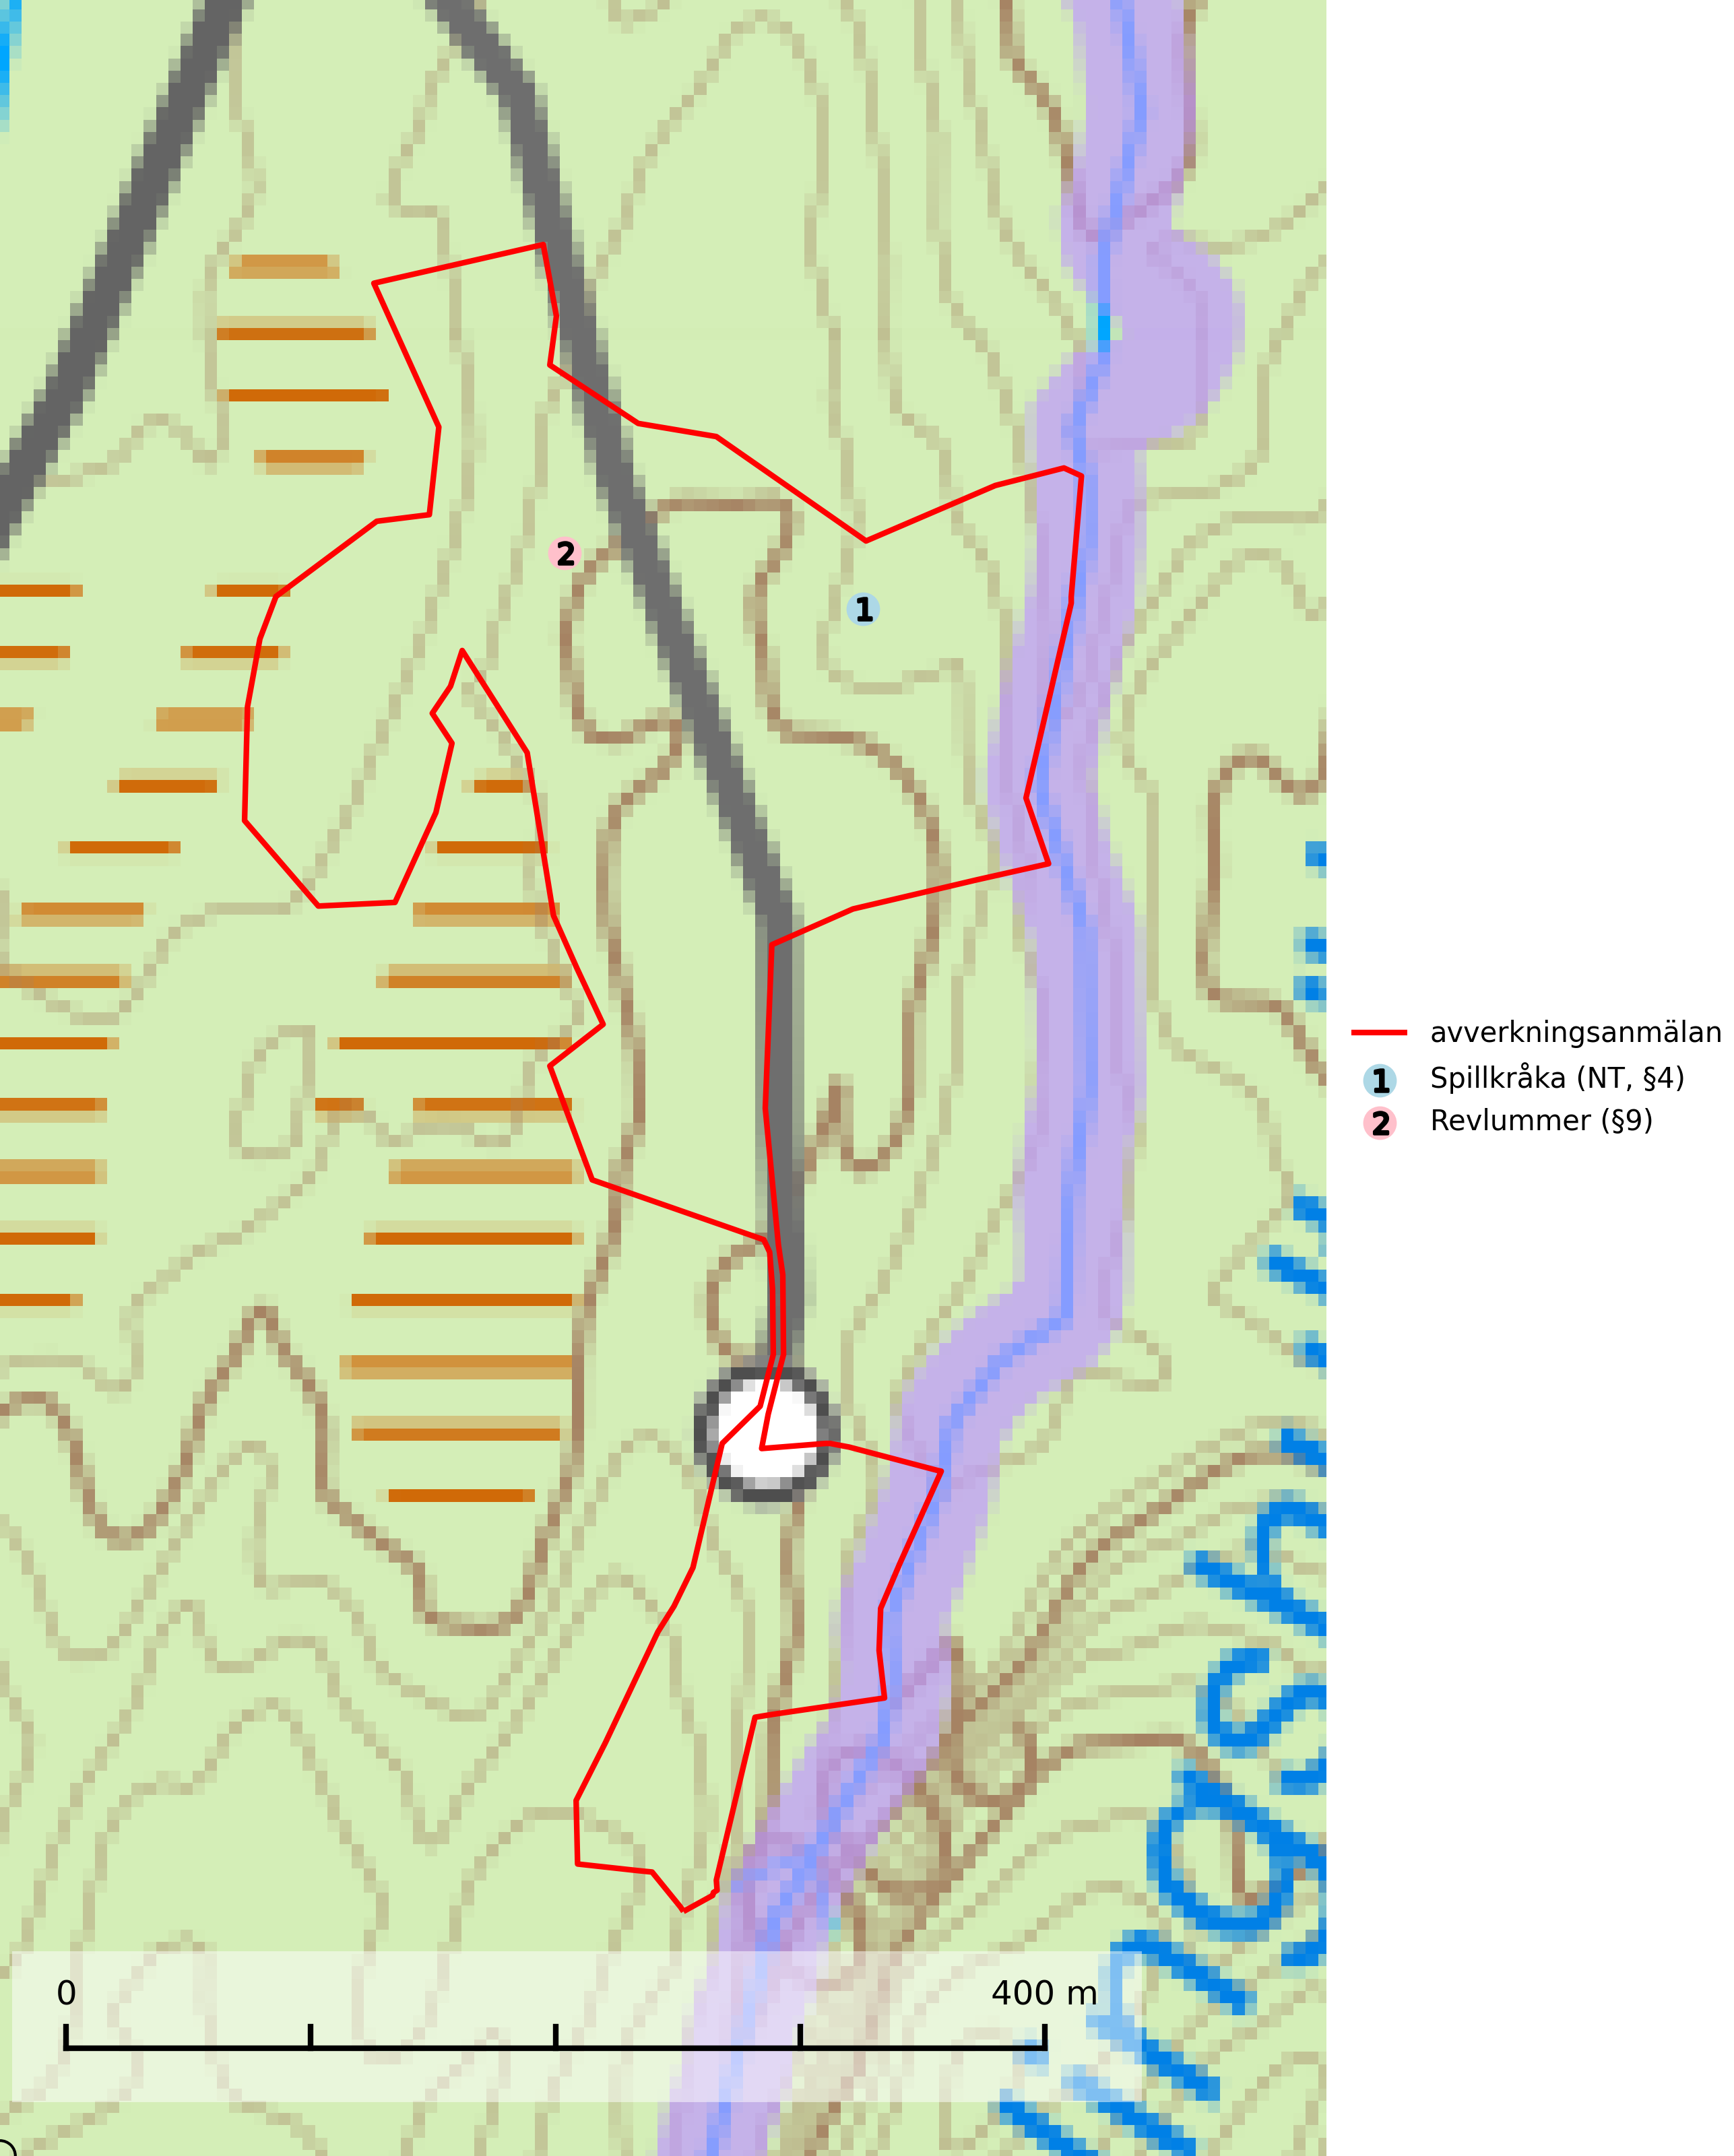 2
1
avverkningsanmälan
1 Spillkråka (NT, §4)
2 Revlummer (§9)
0 400 m